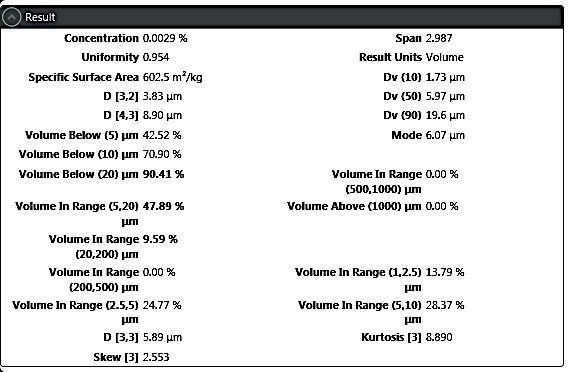 Result
Concentration 0.0029 % Span 2.987
Uniformity 0.954 Result Units Volume
Specific Surface Area 602.5 m²/kg Dv (10) 1.73 μm
D [3,2] 3.83 μm Dv (50) 5.97 μm
D [4,3] 8.90 μm Dv (90) 19.6 μm
Volume Below (5) μm 42.52 % Mode 6.07 μm
Volume Below (10) μm 70.90 %
Volume Below (20) μm 90.41 % Volume In Range 0.00 %
(500,1000) μm
Volume In Range (5,20) 47.89 % Volume Above (1000) μm 0.00 %
μm
Volume In Range 9.59 %
(20,200) μm
Volume In Range 0.00 % Volume In Range (1,2.5) 13.79 %
(200,500) μm μm
Volume In Range (2.5,5) 24.77 % Volume In Range (5,10) 28.37 %
μm μm
D [3,3] 5.89 μm Kurtosis [3] 8.890
Skew [3] 2.553